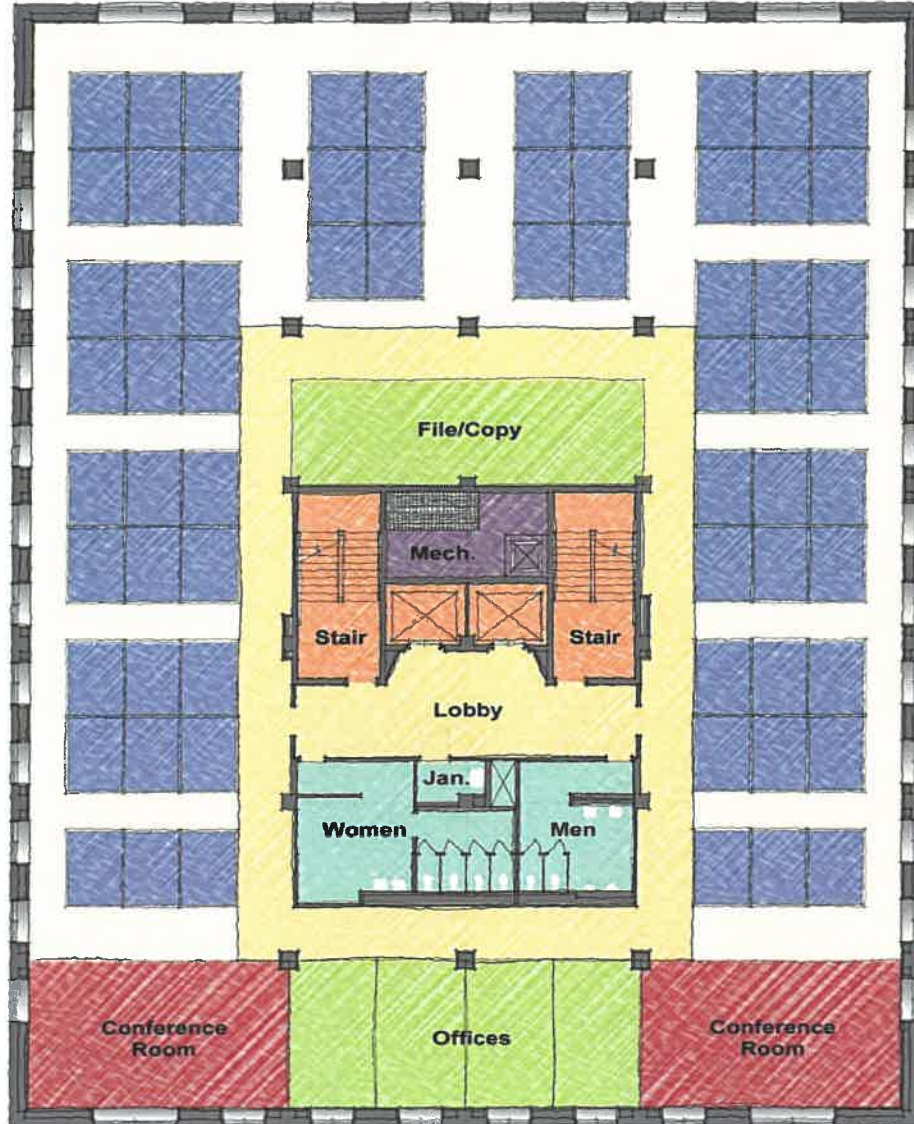 File/Copy
Mech.
Stair
Stair
Lobby
Jan.
Women
Men
Conference
Room
Offices
Conference
Room